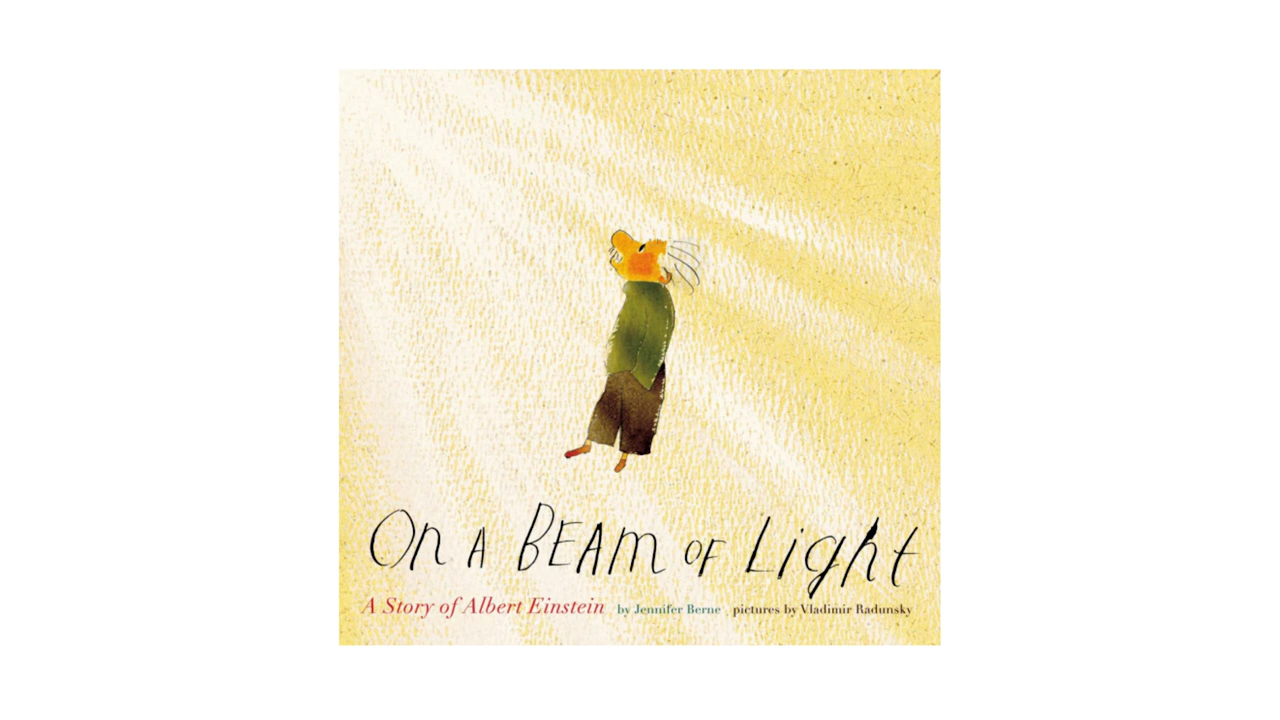 On A BEAM OF Light
A Story of Albert Einstein by Jennifer Berne pictures by Vladimir Radunsky